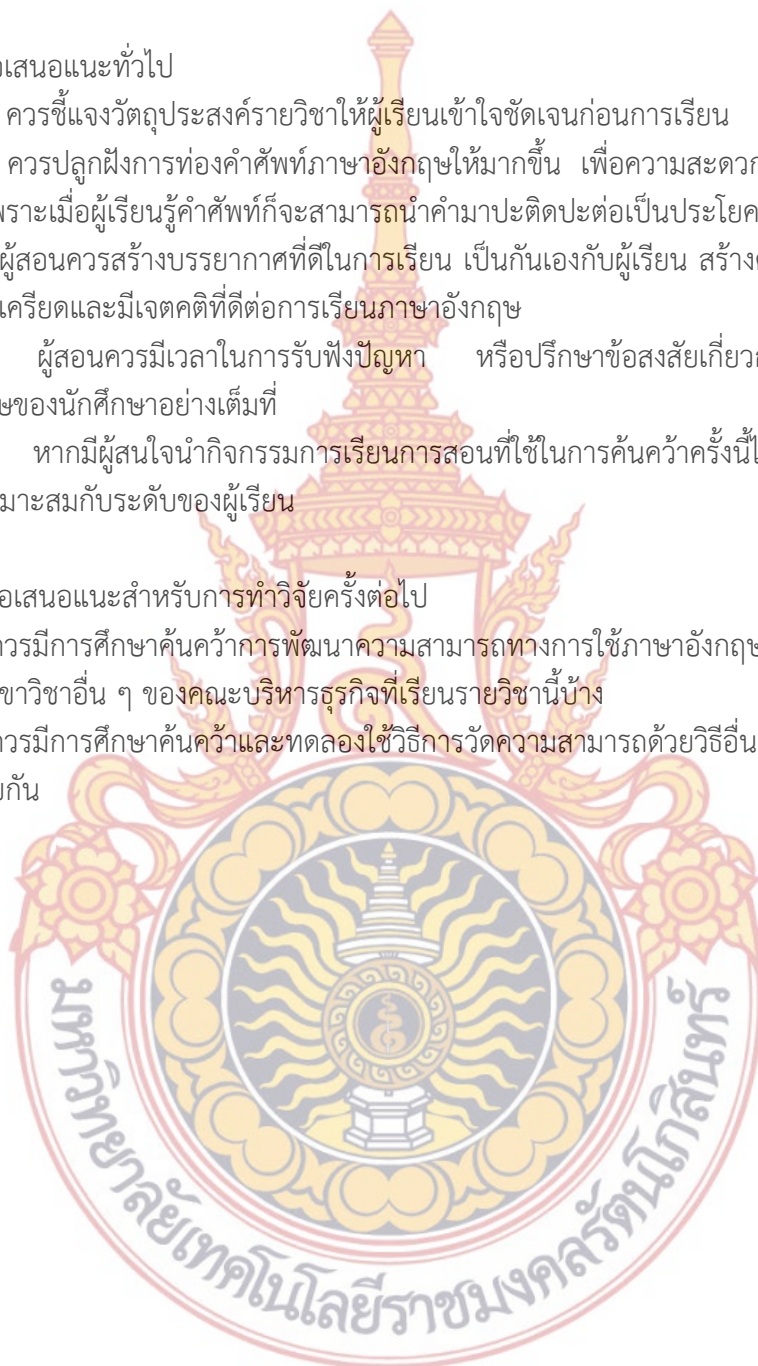 อเสนอแนะทั่วไป
ควรชี้แจงวัตถุประสงค์รายวิชาให้ผู้เรียนเข้าใจชัดเจนก่อนการเรียน
ควรปลูกฝังการท่องคำศัพท์ภาษาอังกฤษให้มากขึ้น เพื่อความสะดวก
พราะเมื่อผู้เรียนรู้คำศัพท์ก็จะสามารถนำคำมาปะติดปะต่อเป็นประโยค
ผู้สอนควรสร้างบรรยากาศที่ดีในการเรียน เป็นกันเองกับผู้เรียน สร้าง
เครียดและมีเจตคติที่ดีต่อการเรียนภาษาอังกฤษ
ผู้สอนควรมีเวลาในการรับฟังปัญหา หรือปรึกษาข้อสงสัยเกี่ยวก
ษของนักศึกษาอย่างเต็มที่
หากมีผู้สนใจนำกิจกรรมการเรียนการสอนที่ใช้ในการค้นคว้าครั้งนี้ไ
มาะสมกับระดับของผู้เรียน
อเสนอแนะสำหรับการทำวิจัยครั้งต่อไป
ควรมีการศึกษาค้นคว้าการพัฒนาความสามารถทางการใช้ภาษาอังกฤษ
ขาวิชาอื่น ๆ ของคณะบริหารธุรกิจที่เรียนรายวิชานี้บ้าง
ควรมีการศึกษาค้นคว้าและทดลองใช้วิธีการวัดความสามารถด้วยวิธีอื่น
ยกัน
มหาวิทยาลัยเทคโนโลยีราชมงคลรัตนโกสินทร์